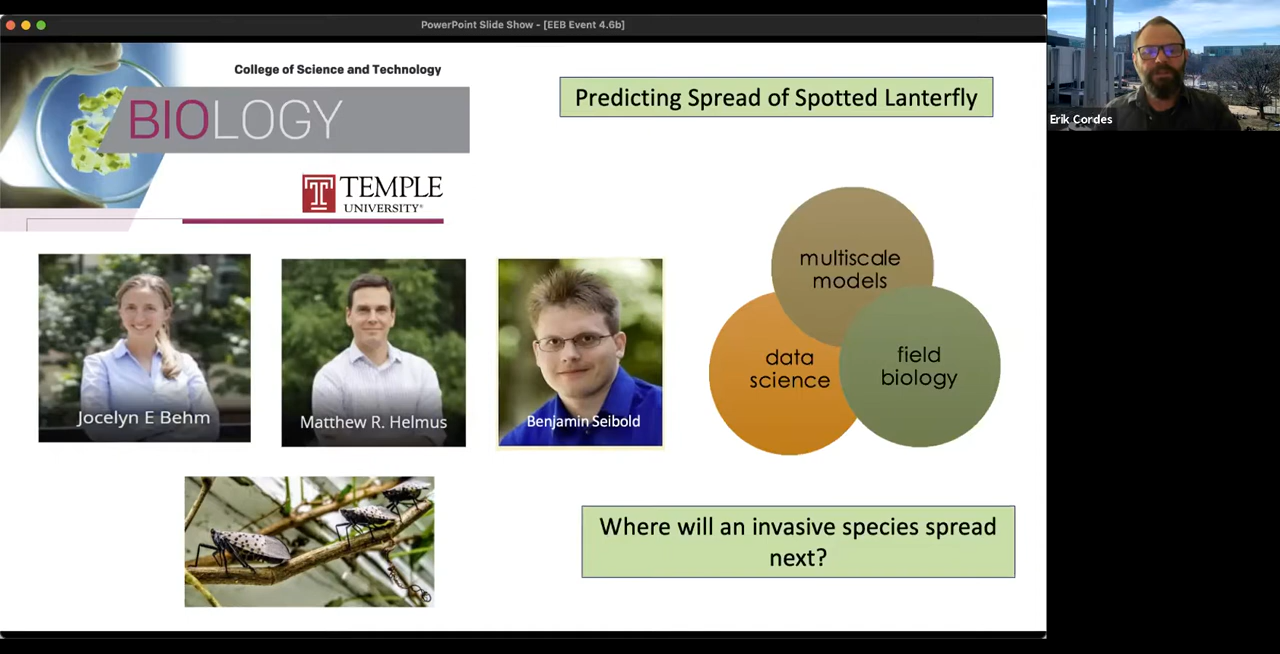 PowerPoint Slide Show - [EEB Event 4.6b]
College of Science and Technology
BIOLOGY
TEMPLE
UNIVERSITY®
Predicting Spread of Spotted Lanterfly
Erik Cordes
multiscale
models
data
science
field
biology
Jocelyn E Behm
Matthew R. Helmus
Benjamin Seibold
Where will an invasive species spread
next?